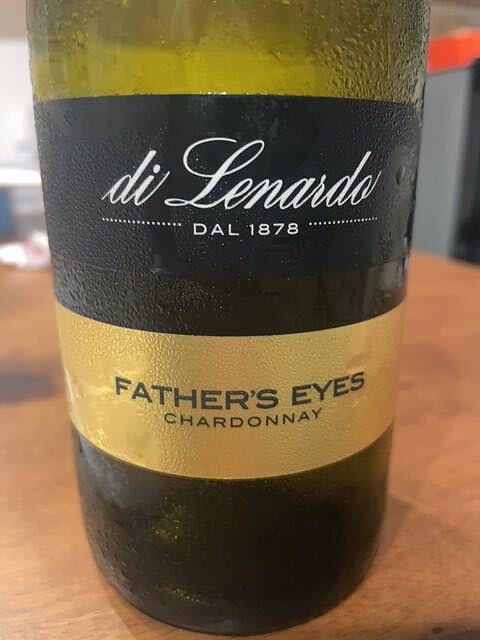 di Lenardo
DAL 1878
FATHER'S EYES
CHARDONNAY